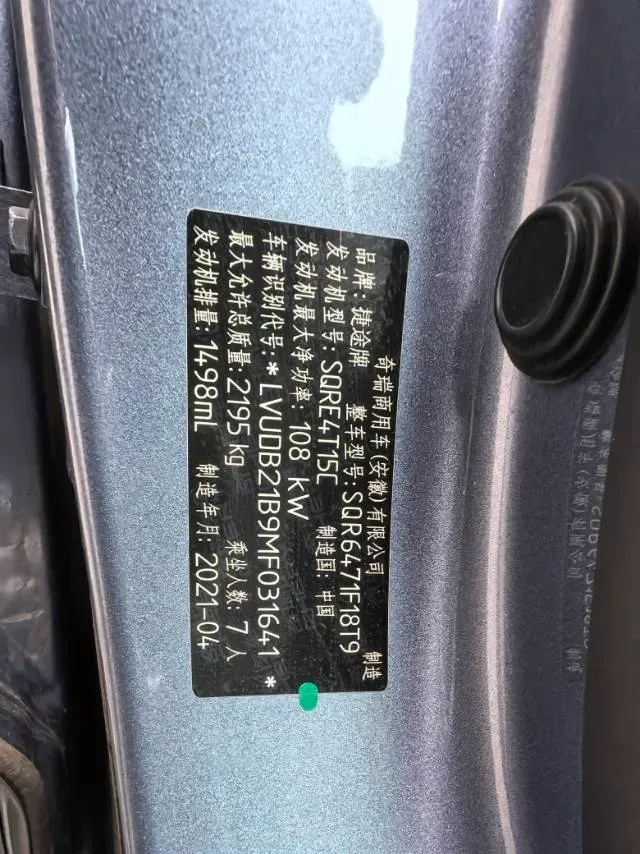 奇瑞商用车(安徽)有限公司 制造
品牌:捷途牌 整车型号:SQR6471F18T9
发动机型号:SQRE4T15C 制造国:中国
发动机最大净功率:108 kW
车辆识别代号:*LVUDB21B9MF031641*
最大允许总质量:2195 kg 乘坐人数:7人
发动机排量:1498mL 制造年月:2021-04